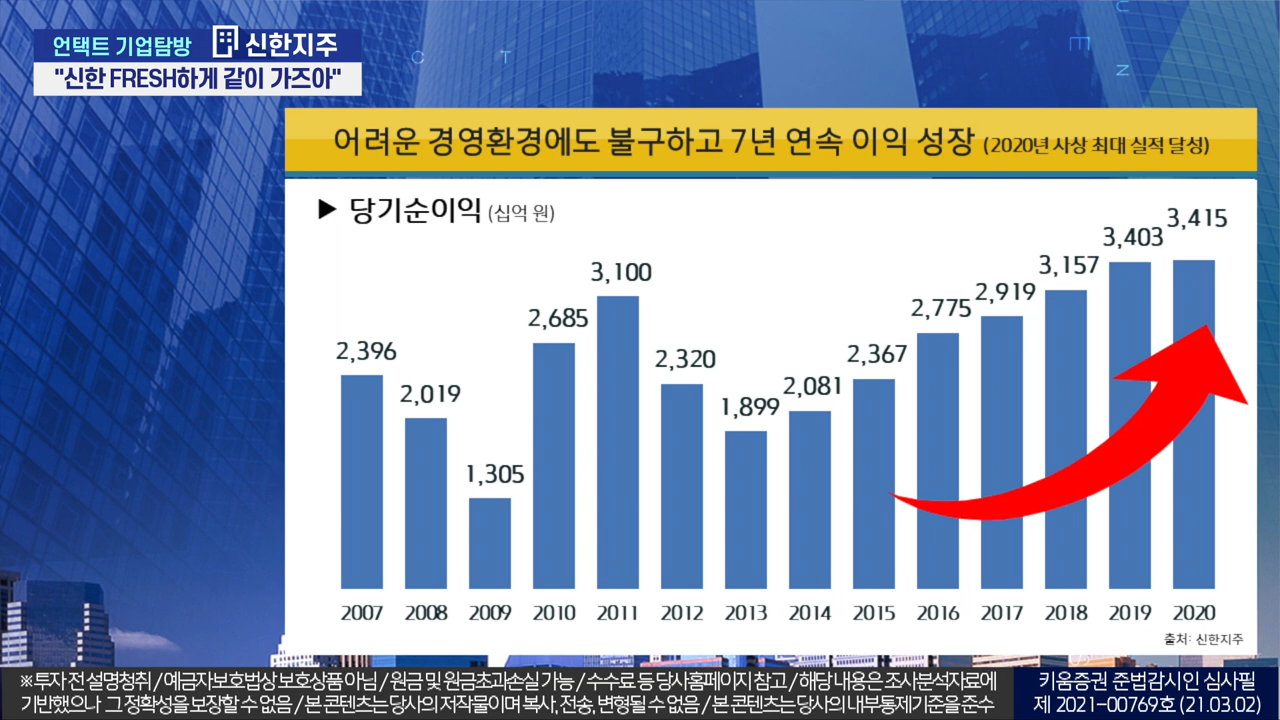 언택트 기업탐방 신한지주
"신한 FRESH하게 같이 가즈아"
C T U E N Z
어려운 경영환경에도 불구하고 7년 연속 이익 성장 (2020년 사상 최대 실적 달성)
▶ 당기순이익 (십억 원)
2,396 2,019 1,305 2,685 3,100 2,320 1,899 2,081 2,367 2,775 2,919 3,157 3,403 3,415
2007 2008 2009 2010 2011 2012 2013 2014 2015 2016 2017 2018 2019 2020
출처: 신한지주
※ 투자 전 설명청취 / 예금자보호법상 보호상품 아님 / 원금 및 원금초과손실 가능 / 수수료 등 당사홈페이지 참고 / 해당 내용은 조사분석자료에
기반했으나 그 정확성을 보장할 수 없음 / 본 콘텐츠는 당사의 저작물이며 복사, 전송, 변형될 수 없음 / 본 콘텐츠는 당사의 내부통제기준을 준수
키움증권 준법감시인 심사필
제 2021-00769호 (21.03.02)